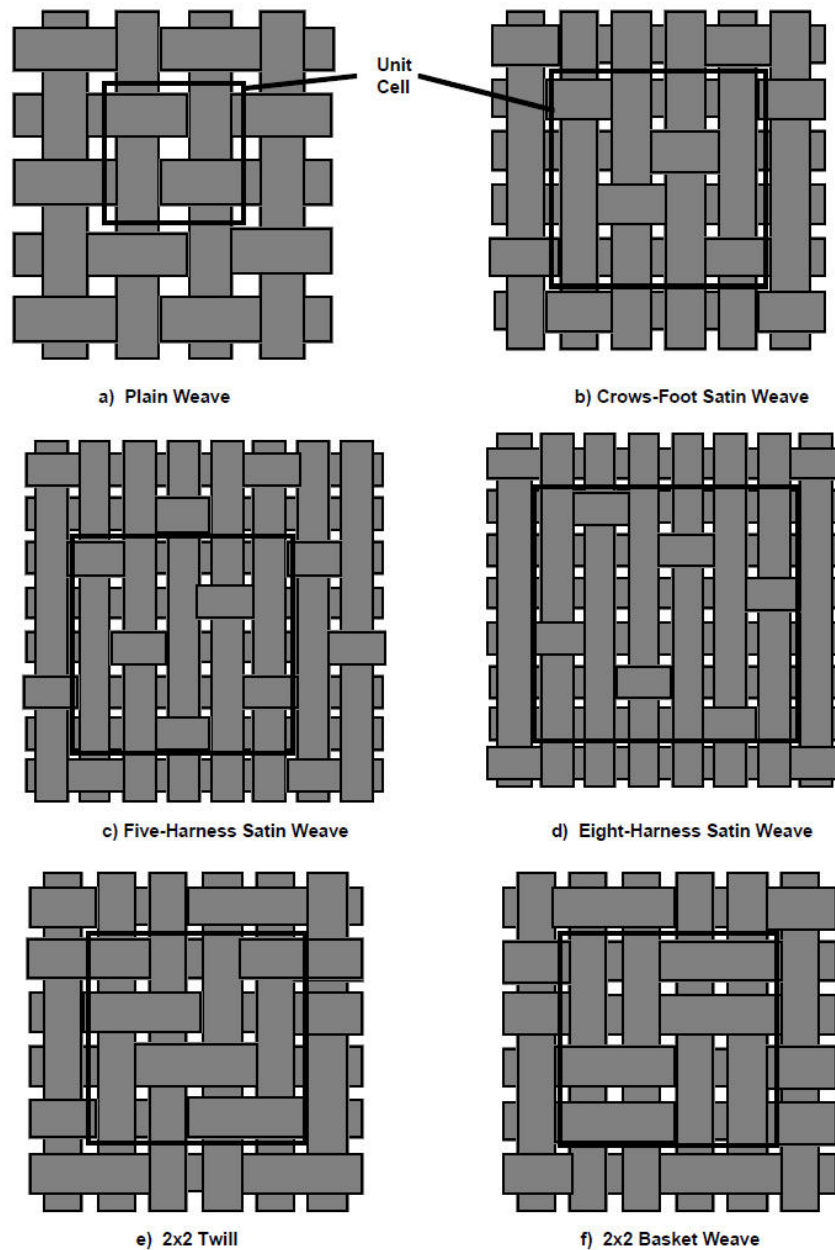 Unit
Cell
a) Plain Weave
b) Crows-Foot Satin Weave
c) Five-Harness Satin Weave
d) Eight-Harness Satin Weave
e) 2x2 Twill
f) 2x2 Basket Weave